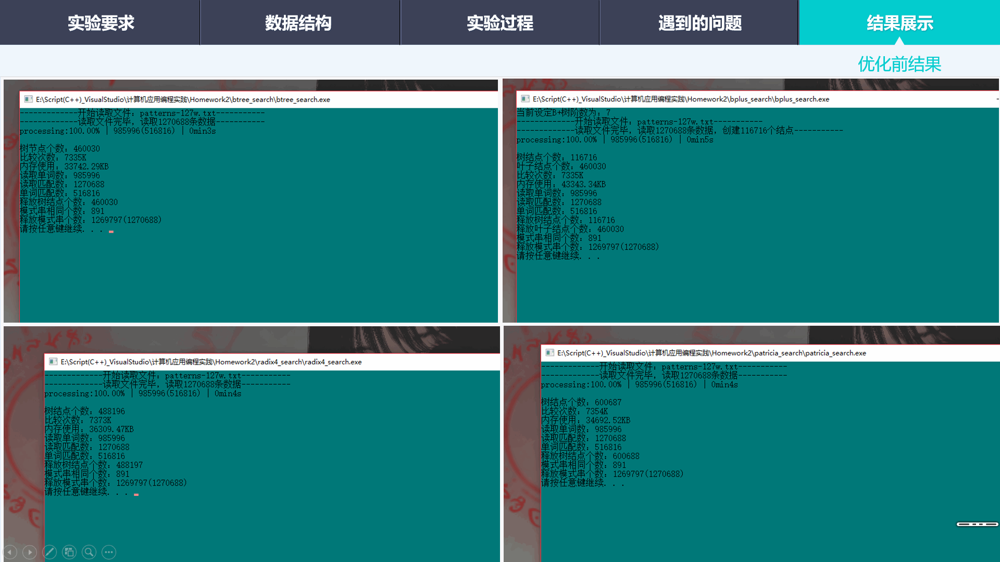 实验要求
数据结构
实验过程
遇到的问题
结果展示
优化前结果
E:\Script(C++)_VisualStudio\计算机应用编程实践\Homework2\btree_search\btree_search.exe
-------------开始读取文件：patterns-127w.txt-----------
-------------读取文件完毕，读取1270688条数据-----------
processing:100.00% | 985996(516816) | 0min3s
树节点个数：460030
比较次数：7335K
内存使用：33742.29KB
读取单词数：985996
读取匹配数：1270688
单词匹配数：516816
释放树结点个数：460030
模式串相同个数：891
释放模式串个数：1269797(1270688)
请按任意键继续. . .
E:\Script(C++)_VisualStudio\计算机应用编程实践\Homework2\bplus_search\bplus_search.exe
当前设定B+树阶数为：7
-------------开始读取文件：patterns-127w.txt-----------
-------------读取文件完毕，读取1270688条数据，创建116716个结点-----------
processing:100.00% | 985996(516816) | 0min5s
树结点个数：116716
叶子结点个数：460030
比较次数：7335K
内存使用：43343.34KB
读取单词数：985996
读取匹配数：1270688
单词匹配数：516816
释放树结点个数：116716
释放叶子结点个数：460030
模式串相同个数：891
释放模式串个数：1269797(1270688)
请按任意键继续. . .
E:\Script(C++)_VisualStudio\计算机应用编程实践\Homework2\radix4_search\radix4_search.exe
-------------开始读取文件：patterns-127w.txt-----------
-------------读取文件完毕，读取1270688条数据-----------
processing:100.00% | 985996(516816) | 0min4s
树结点个数：488196
比较次数：7373K
内存使用：36309.47KB
读取单词数：985996
读取匹配数：1270688
单词匹配数：516816
释放树结点个数：488197
模式串相同个数：891
释放模式串个数：1269797(1270688)
请按任意键继续. . .
E:\Script(C++)_VisualStudio\计算机应用编程实践\Homework2\patricia_search\patricia_search.exe
-------------开始读取文件：patterns-127w.txt-----------
-------------读取文件完毕，读取1270688条数据-----------
processing:100.00% | 985996(516816) | 0min4s
树结点个数：600687
比较次数：7354K
内存使用：34692.52KB
读取单词数：985996
读取匹配数：1270688
单词匹配数：516816
释放树结点个数：600688
模式串相同个数：891
释放模式串个数：1269797(1270688)
请按任意键继续. . .